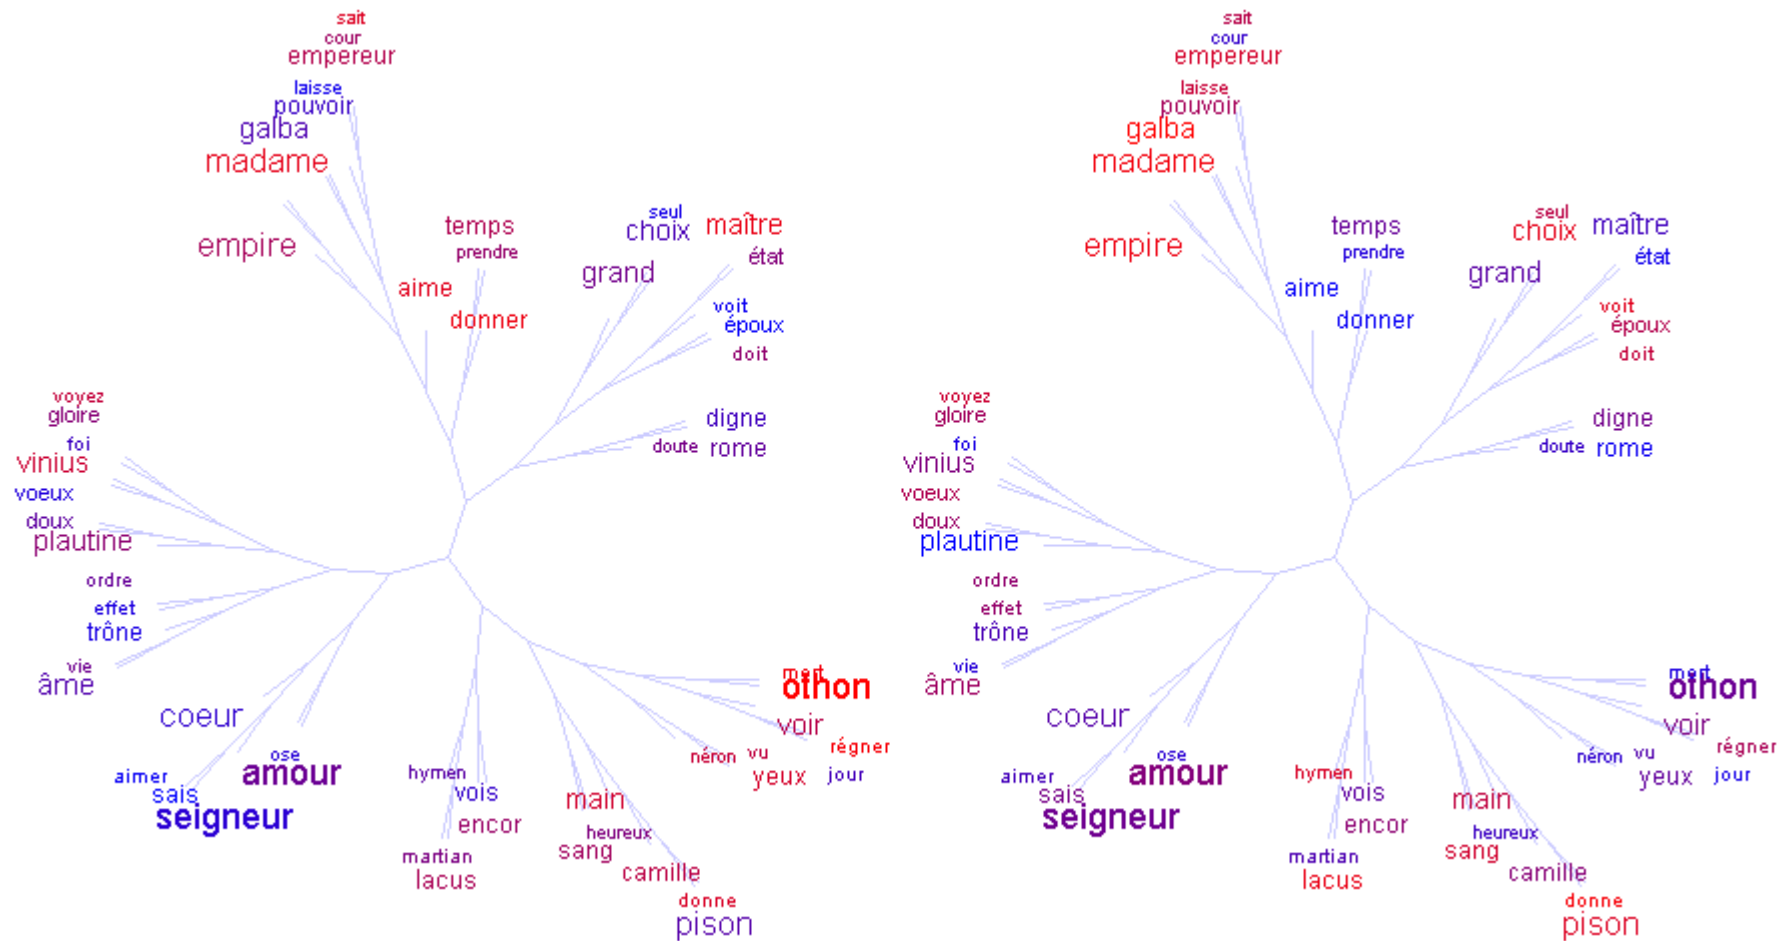 sait
cour
empereur
laisse
pouvoir
galba
madame
empire
temps
prendre
aime
donner
seul
choix
maître
état
grand
voit
époux
doit
digne
doute rome
voyez
gloire
foi
vinius
voeux
doux
plautine
ordre
effet
trône
vie
âme
coeur
ose
amour
aimer
sais
seigneur
hymen
vois
encor
martian
lacus
main
heureux
sang
camille
donne
pison
mert
othon
voir
régner
néron vu
yeux jour
sait
cour
empereur
laisse
pouvoir
galba
madame
empire
temps
prendre
aime
donner
seul
choix
maître
état
grand
voit
époux
doit
digne
doute rome
voyez
gloire
foi
vinius
voeux
doux
plautine
ordre
effet
trône
vie
âme
coeur
ose
amour
aimer
sais
seigneur
hymen
vois
encor
martian
lacus
main
heureux
sang
camille
donne
pison
mert
othon
voir
régner
néron vu
yeux jour